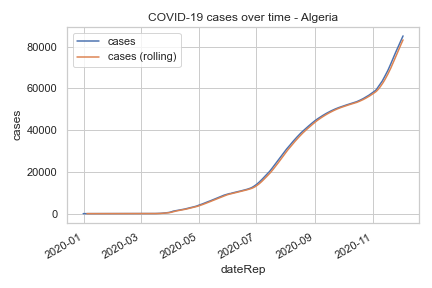 COVID-19 cases over time - Algeria
cases
cases (rolling)
80000
60000
40000
20000
0
cases
2020-01
2020-03
2020-05
2020-07
2020-09
2020-11
dateRep